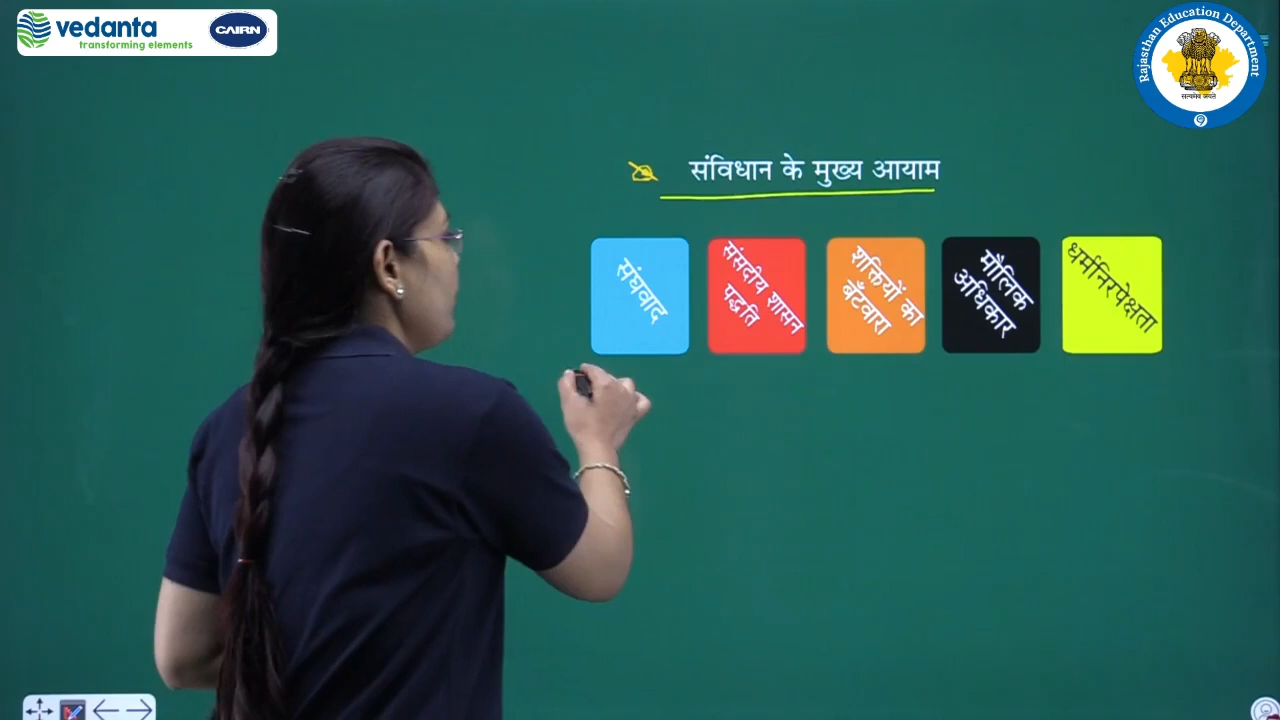 vedanta
transforming elements
CAIRN
Rajasthan Education Department
सत्यमेव जयते
संविधान के मुख्य आयाम
संघवाद
संसदीय शासन
पद्धति
शक्तियों का
बँटवारा
मौलिक
अधिकार
धर्मनिरपेक्षता